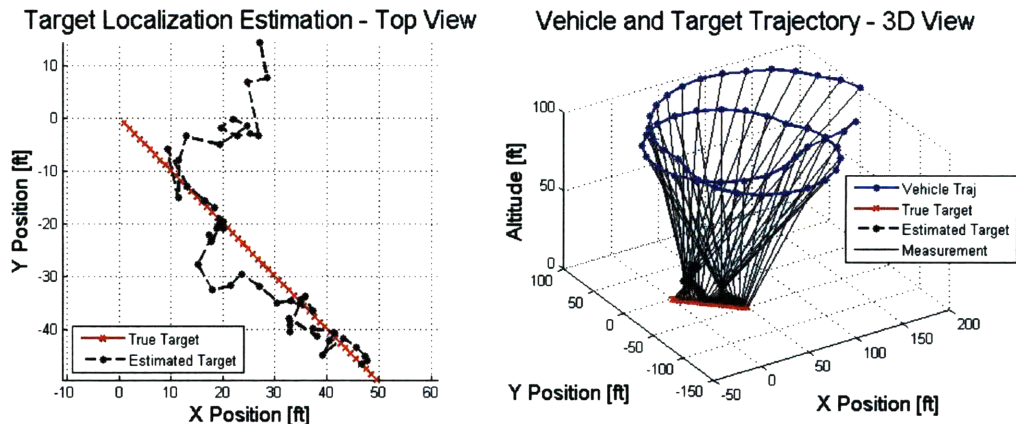 Target Localization Estimation - Top View
10
0
-10
-20
-30
-40
Y Position [ft]
True Target
Estimated Target
-10 0 10 20 30 40 50 60
X Position [ft]
Vehicle and Target Trajectory - 3D View
100
50
0
Altitude [ft]
Vehicle Traj
True Target
Estimated Target
Measurement
100
50
0
-50
-100
-150
Y Position [ft]
-50
0
50
100
150
200
X Position [ft]